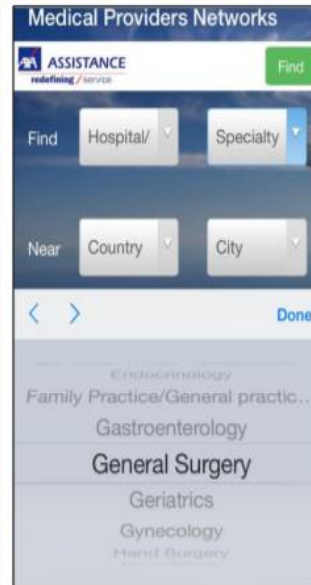 Medical Providers Networks
AXA ASSISTANCE
redefining / service
Find
Find Hospital/ Specialty
Near Country City
Done
Endocrinology
Family Practice/General practic...
Gastroenterology
General Surgery
Geriatrics
Gynecology
Hand Surgery